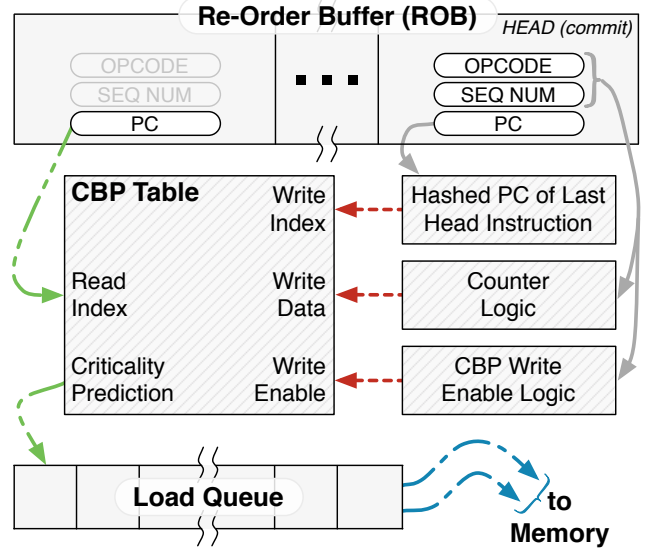 Re-Order Buffer (ROB)
HEAD (commit)
OPCODE
SEQ NUM
PC
OPCODE
SEQ NUM
PC
CBP Table
Write
Index
Read
Index
Write
Data
Criticality
Prediction
Write
Enable
Hashed PC of Last
Head Instruction
Counter
Logic
CBP Write
Enable Logic
Load Queue
to
Memory